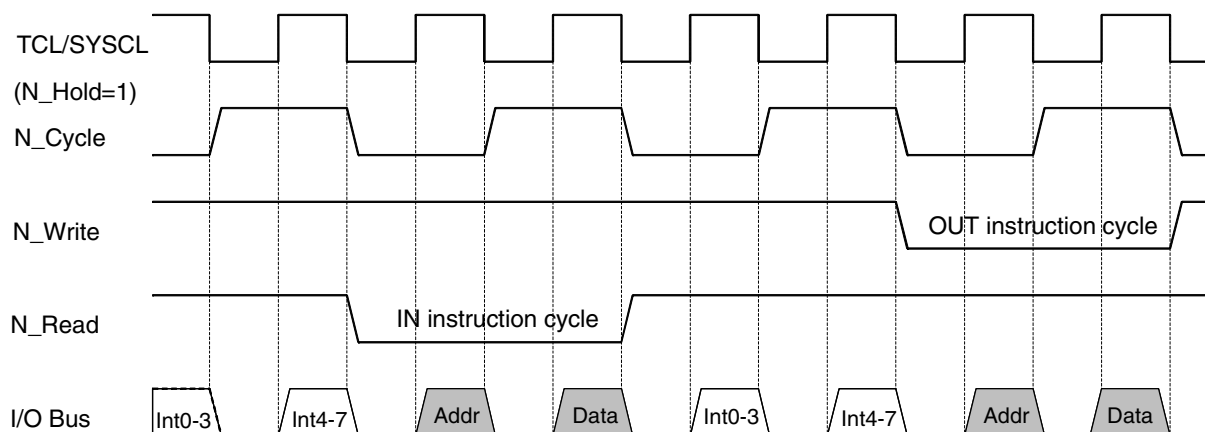 TCL/SYSCL
(N_Hold=1)
N_Cycle
N_Write
OUT instruction cycle
N_Read
IN instruction cycle
I/O Bus Int0-3 Int4-7 Addr Data Int0-3 Int4-7 Addr Data